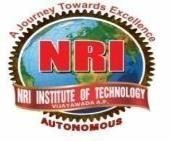 A Journey Towards Excellence
NRI
NRI INSTITUTE OF TECHNOLOGY
VIJAYAWADA A.P.
AUTONOMOUS